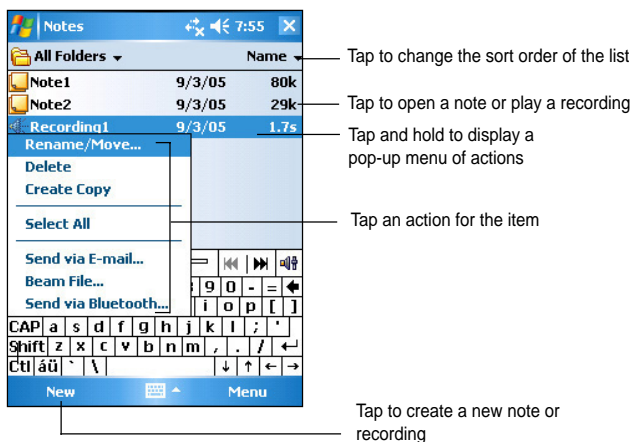 Notes 7:55
All Folders Name
Tap to change the sort order of the list
Note1 9/3/05 80k
Note2 9/3/05 29k
Tap to open a note or play a recording
Recording1 9/3/05 1.7s
Tap and hold to display a
pop-up menu of actions
Rename/Move...
Delete
Create Copy
Select All
Tap an action for the item
Send via E-mail...
Beam File...
Send via Bluetooth...
9 0 - =
i o p [ ]
CAP a s d f g h j k l ; '
Shift z x c v b n m , . / ↵
Ctl áü ` \ ↓ ↑ ← →
New Menu
Tap to create a new note or
recording